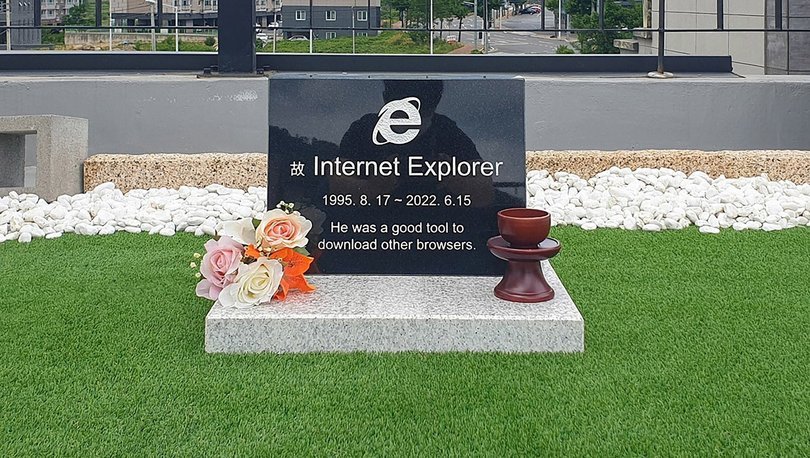 故 Internet Explorer
1995. 8. 17 ~ 2022. 6.15
He was a good tool to
download other browsers.